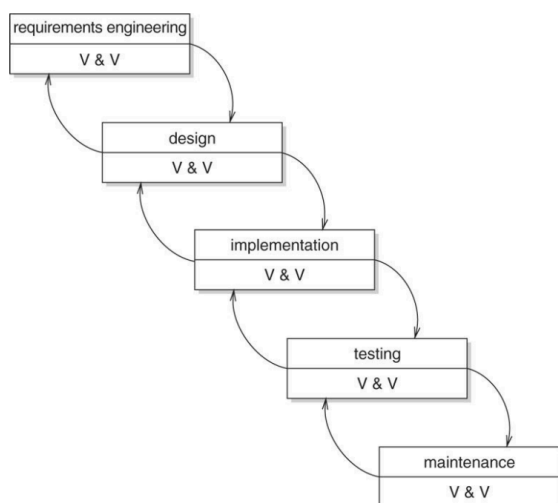 requirements engineering
V & V
design
V & V
implementation
V & V
testing
V & V
maintenance
V & V